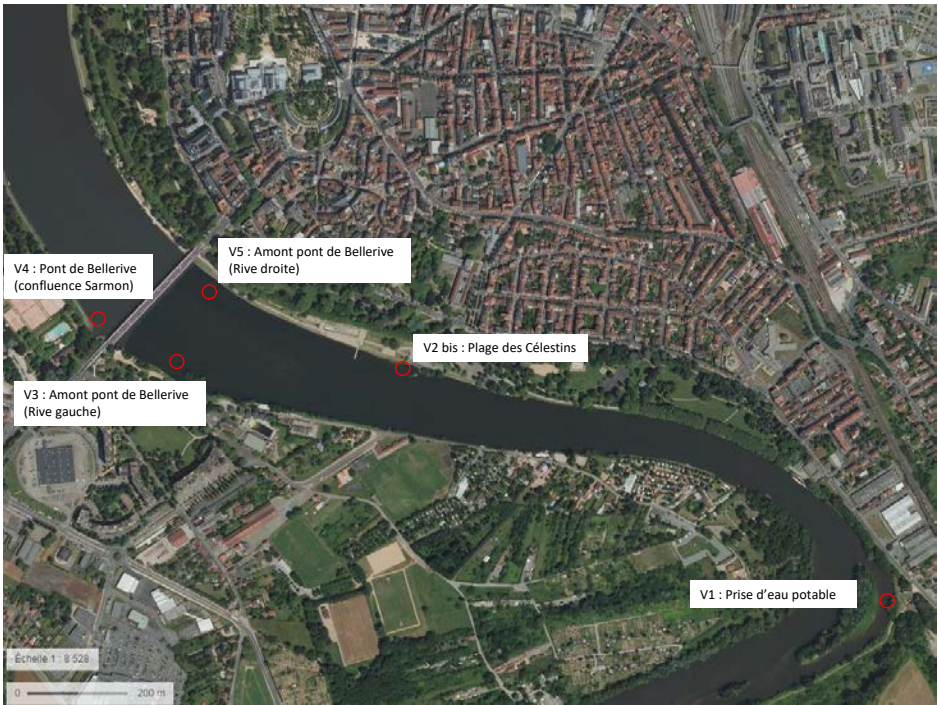 V5 : Amont pont de Bellerive
(Rive droite)
V4 : Pont de Bellerive
(confluence Sarmon)
V2 bis : Plage des Célestins
V3 : Amont pont de Bellerive
(Rive gauche)
V1 : Prise d'eau potable
Échelle 1 : 8 528
0 200 m